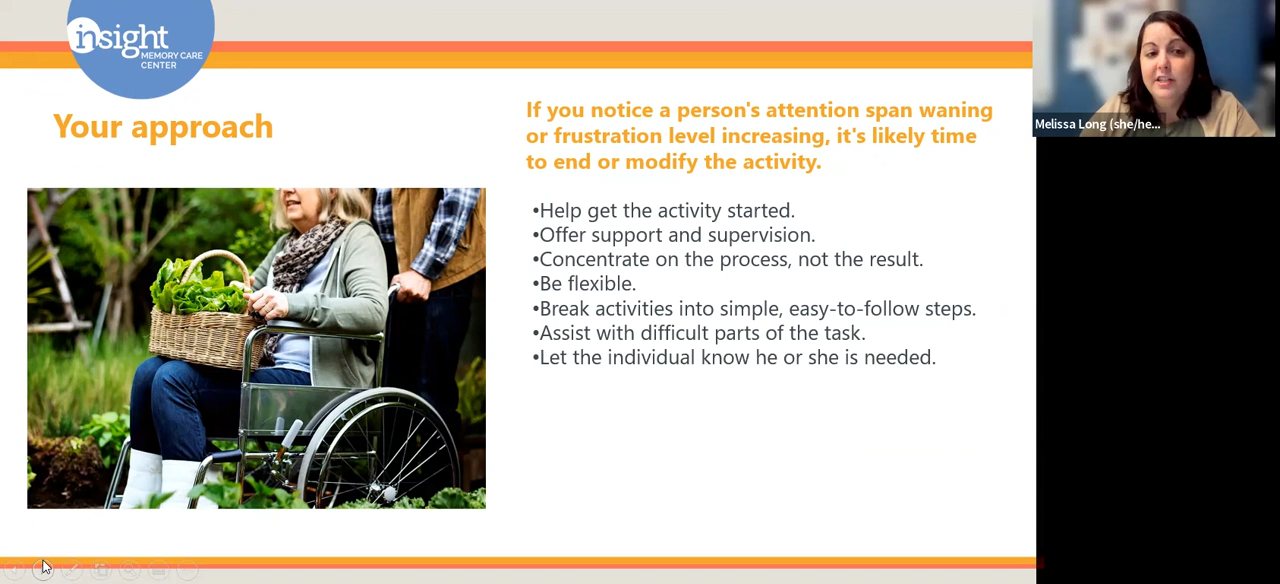 insight
MEMORY CARE
CENTER
Your approach
If you notice a person's attention span waning
or frustration level increasing, it's likely time
to end or modify the activity.
•Help get the activity started.
•Offer support and supervision.
•Concentrate on the process, not the result.
•Be flexible.
•Break activities into simple, easy-to-follow steps.
•Assist with difficult parts of the task.
•Let the individual know he or she is needed.
Melissa Long (she/he...